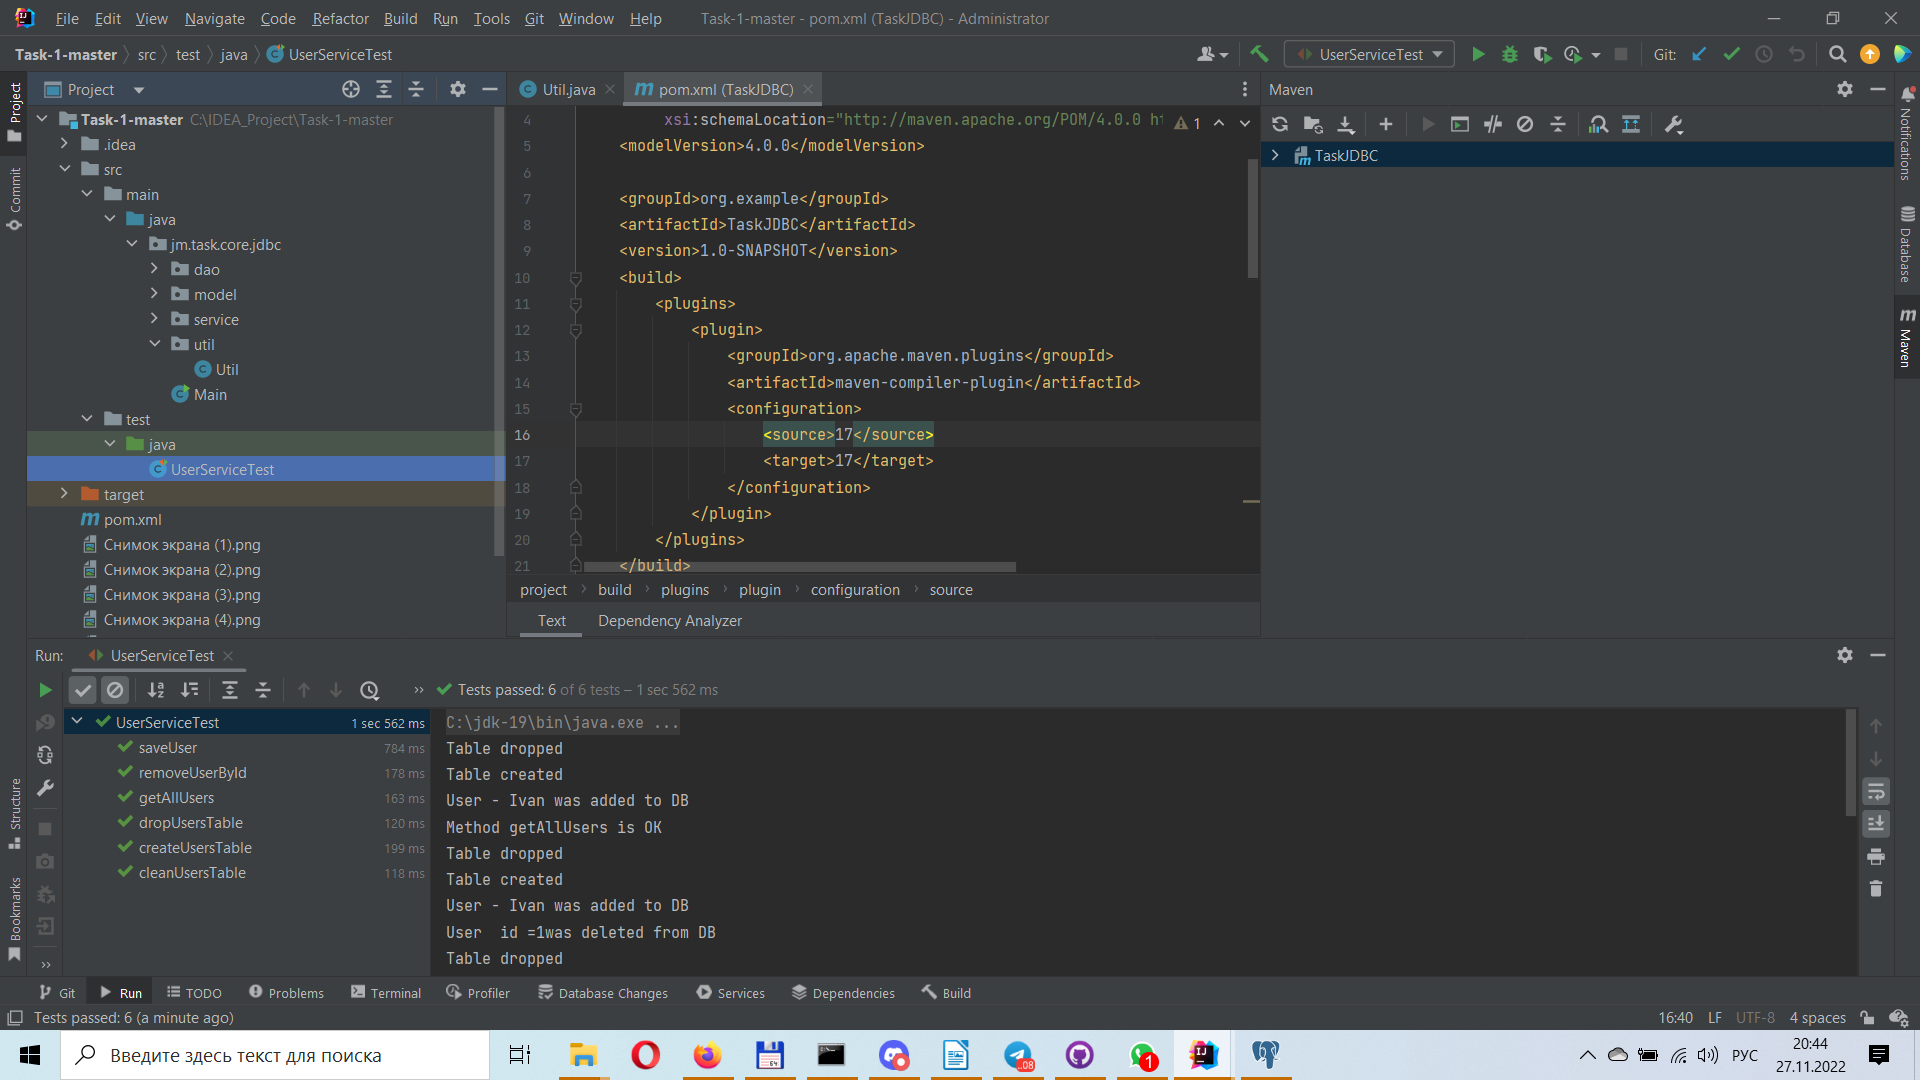 File Edit View Navigate Code Refactor Build Run Tools Git Window Help Task-1-master - pom.xml (TaskJDBC) - Administrator
Task-1-master src test java UserServiceTest UserServiceTest Git:
Project
Util.java pom.xml (TaskJDBC)
Maven
Project
Commit
Structure
Bookmarks
Task-1-master C:\IDEA_Project\Task-1-master
.idea
src
main
java
jm.task.core.jdbc
dao
model
service
util
Util
Main
test
java
UserServiceTest
target
pom.xml
Снимок экрана (1).png
Снимок экрана (2).png
Снимок экрана (3).png
Снимок экрана (4).png
4 xsi:schemaLocation="http://maven.apache.org/POM/4.0.0 ht
1
5 <modelVersion>4.0.0</modelVersion>
6
7 <groupId>org.example</groupId>
8 <artifactId>TaskJDBC</artifactId>
9 <version>1.0-SNAPSHOT</version>
10 <build>
11 <plugins>
12 <plugin>
13 <groupId>org.apache.maven.plugins</groupId>
14 <artifactId>maven-compiler-plugin</artifactId>
15 <configuration>
16 <source>17</source>
17 <target>17</target>
18 </configuration>
19 </plugin>
20 </plugins>
21 </build>
project build plugins plugin configuration source
Text Dependency Analyzer
TaskJDBC
Notifications
Database
Maven
Run: UserServiceTest
Tests passed: 6 of 6 tests – 1 sec 562 ms
UserServiceTest 1 sec 562 ms
saveUser 784 ms
removeUserById 178 ms
getAllUsers 163 ms
dropUsersTable 120 ms
createUsersTable 199 ms
cleanUsersTable 118 ms
C:\jdk-19\bin\java.exe ...
Table dropped
Table created
User - Ivan was added to DB
Method getAllUsers is OK
Table dropped
Table created
User - Ivan was added to DB
User  id =1was deleted from DB
Table dropped
Git Run TODO Problems Terminal Profiler Database Changes Services Dependencies Build
Tests passed: 6 (a minute ago) 16:40 LF UTF-8 4 spaces
Введите здесь текст для поиска
64
..08
1
РУС
20:44
27.11.2022